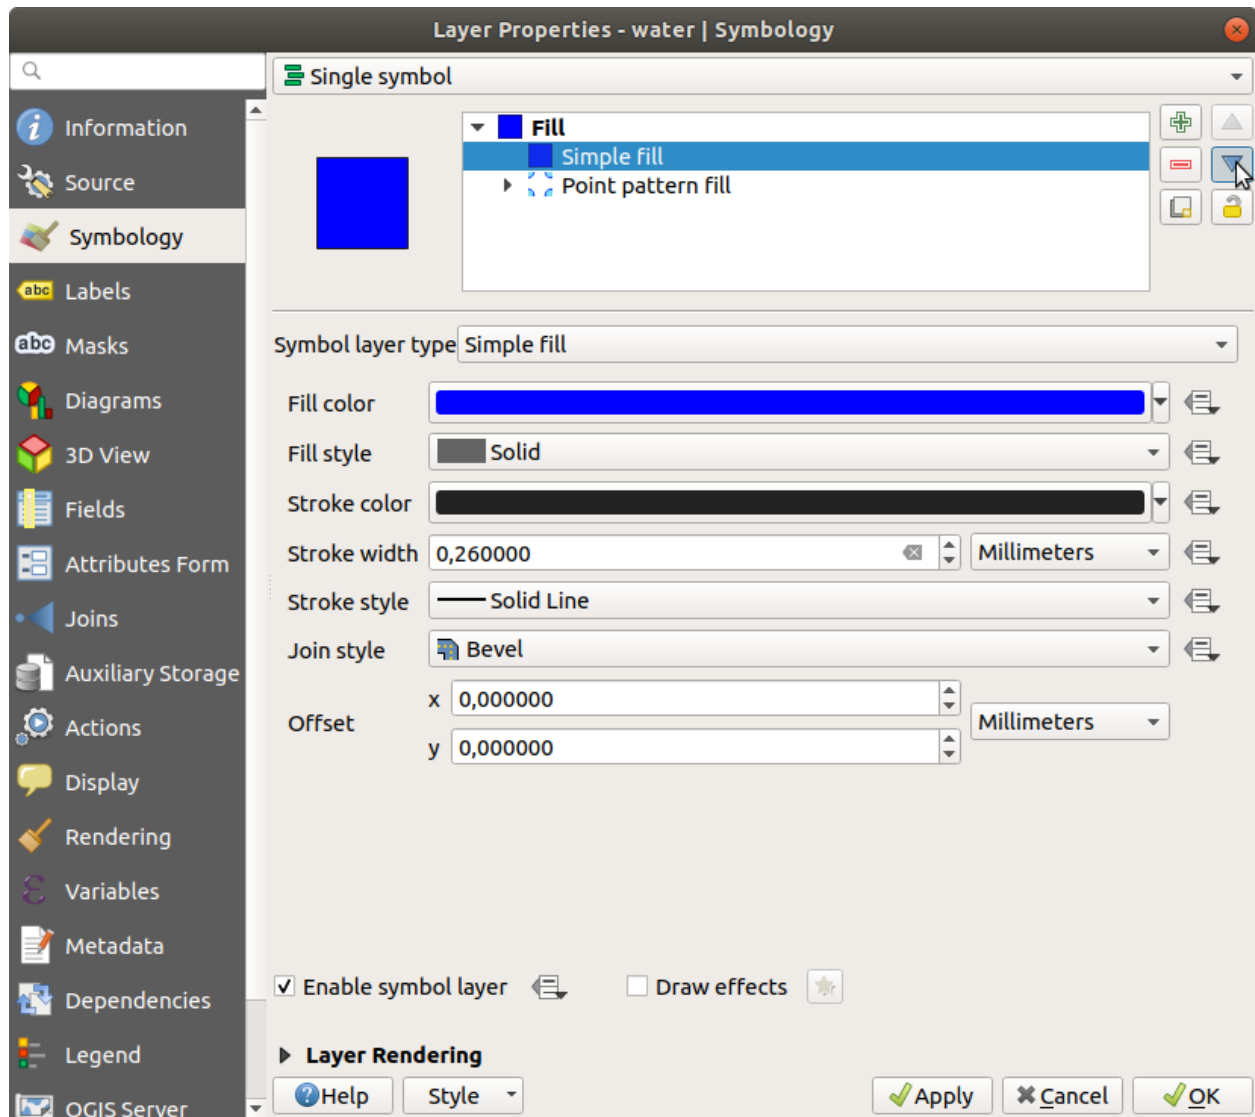 Layer Properties - water | Symbology
Single symbol
Information
Source
Symbology
Labels
Masks
Diagrams
3D View
Fields
Attributes Form
Joins
Auxiliary Storage
Actions
Display
Rendering
Variables
Metadata
Dependencies
Legend
QGIS Server
abc
abc
Fill
Simple fill
Point pattern fill
Symbol layer type Simple fill
Fill color
Fill style Solid
Stroke color
Stroke width 0,260000 Millimeters
Stroke style Solid Line
Join style Bevel
Offset
x 0,000000
y 0,000000
Millimeters
Enable symbol layer Draw effects
Layer Rendering
Help Style Apply Cancel OK